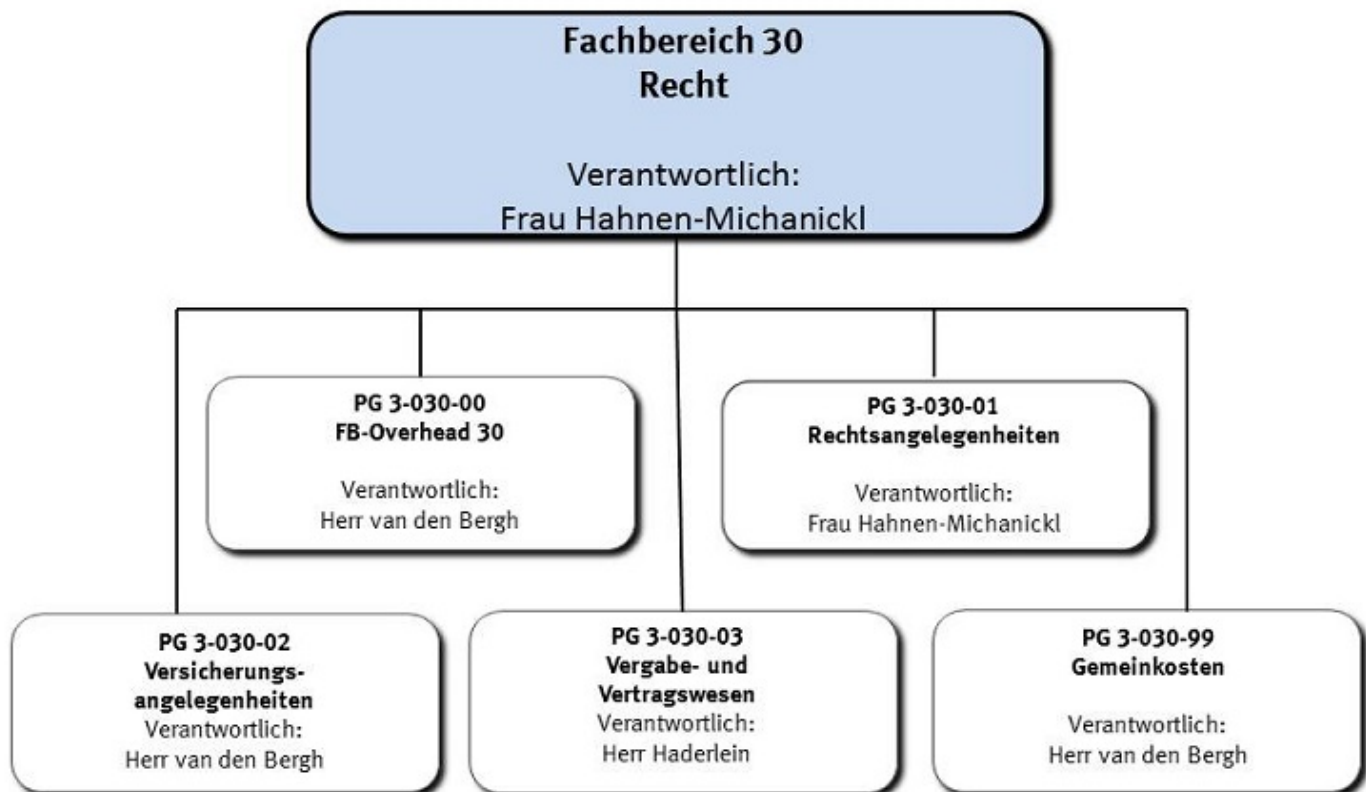 Fachbereich 30
Recht
Verantwortlich:
Frau Hahnen-Michanickl
PG 3-030-00
FB-Overhead 30
Verantwortlich:
Herr van den Bergh
PG 3-030-01
Rechtsangelegenheiten
Verantwortlich:
Frau Hahnen-Michanickl
PG 3-030-02
Versicherungs-
angelegenheiten
Verantwortlich:
Herr van den Bergh
PG 3-030-03
Vergabe- und
Vertragswesen
Verantwortlich:
Herr Haderlein
PG 3-030-99
Gemeinkosten
Verantwortlich:
Herr van den Bergh